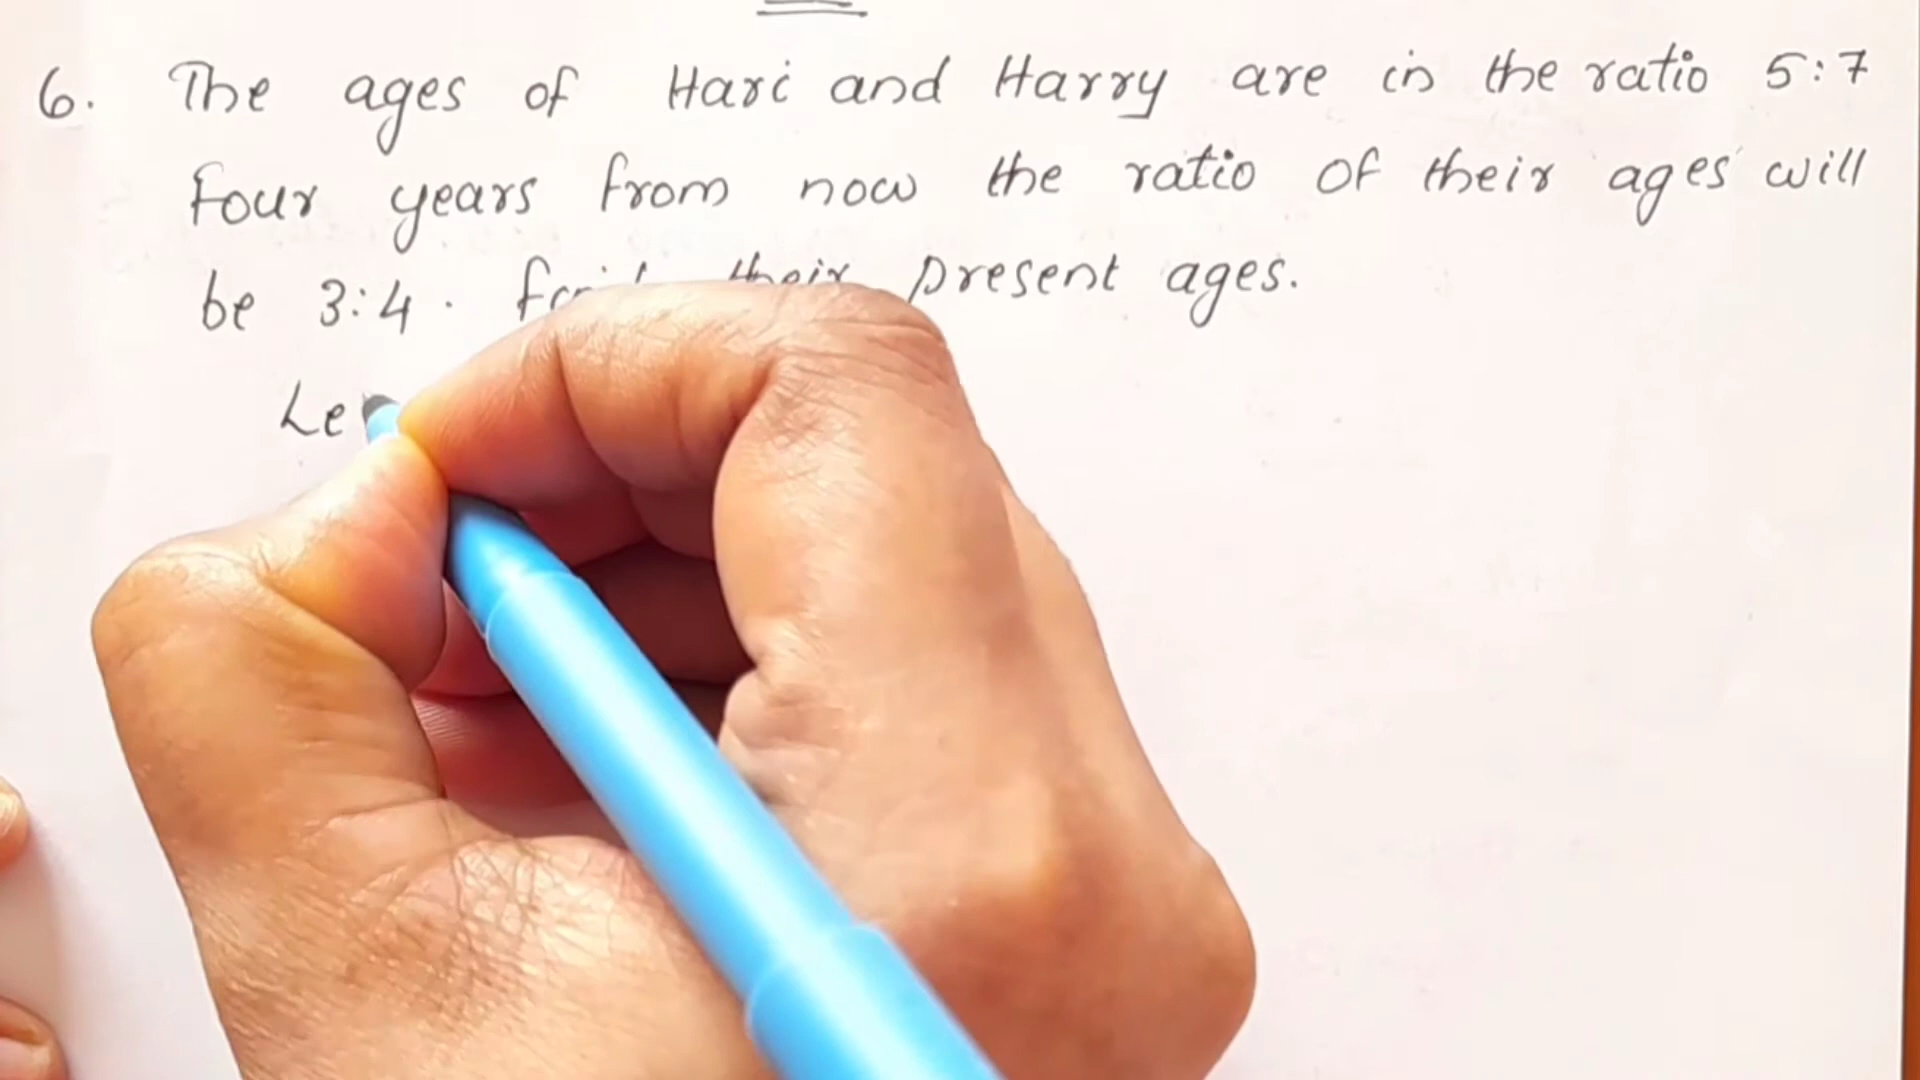 6. The ages of Hari and Harry are in the ratio 5:7
Four years from now the ratio of their ages will
be 3:4. their present ages.
Le